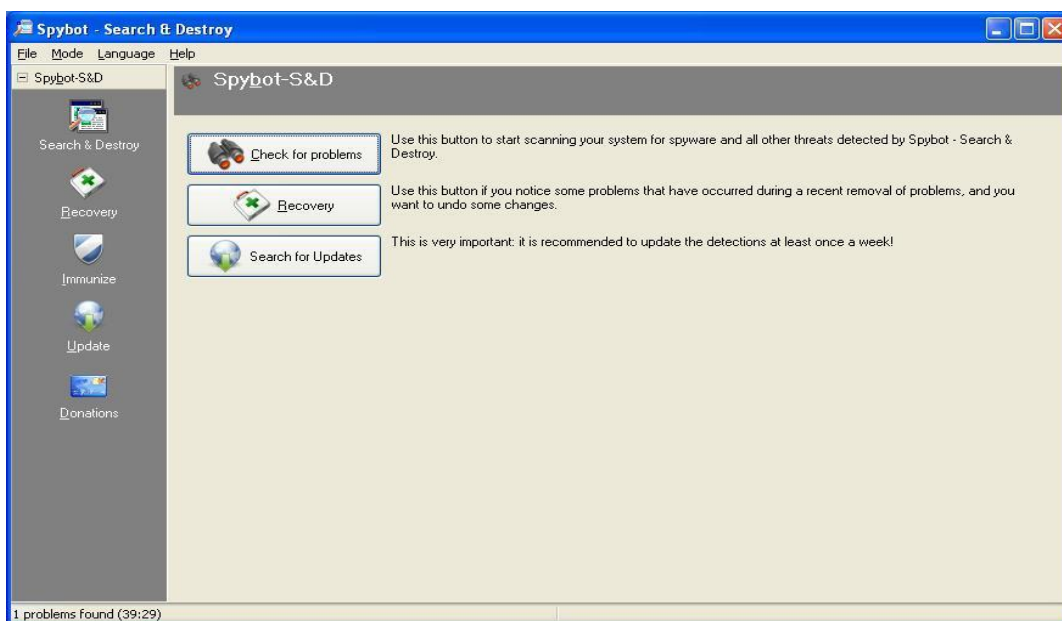 Spybot - Search & Destroy
File Mode Language Help
Spybot-S&D
Spybot-S&D
Search & Destroy
Recovery
Immunize
Update
Donations
Check for problems
Use this button to start scanning your system for spyware and all other threats detected by Spybot - Search &
Destroy.
Recovery
Use this button if you notice some problems that have occurred during a recent removal of problems, and you
want to undo some changes.
Search for Updates
This is very important: it is recommended to update the detections at least once a week!
1 problems found (39:29)